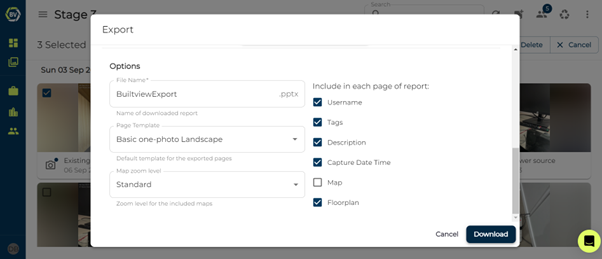 BV
Stage 3
Search
5
3 Selected
Delete
Cancel
Sun 03 Sep 2
Export
Options
File Name*
BuiltviewExport
.pptx
Name of downloaded report
Page Template
Basic one-photo Landscape
Default template for the exported pages
Map zoom level
Standard
Zoom level for the included maps
Include in each page of report:
Username
Tags
Description
Capture Date Time
Map
Floorplan
Existing
06 Sep 2
wer source
Cancel
Download